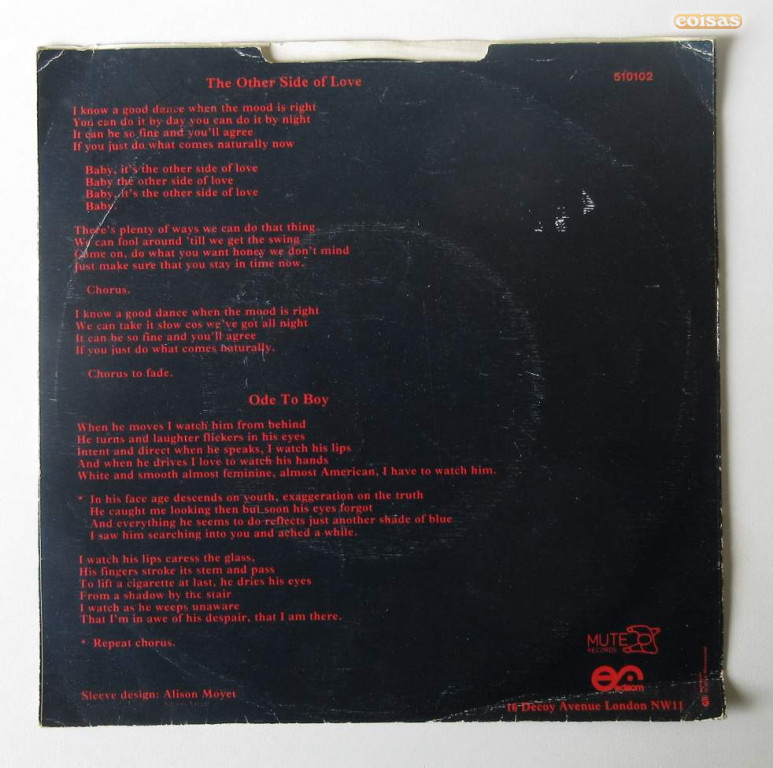 coisas
The Other Side of Love
510102
I know a good dance when the mood is right
You can do it by day you can do it by night
It can be so fine and you'll agree
If you just do what comes naturally now
Baby, it's the other side of love
Baby the other side of love
Baby, it's the other side of love
Baby.
There's plenty of ways we can do that thing
We can fool around 'till we get the swing
Come on, do what you want honey we don't mind
Just make sure that you stay in time now.
Chorus.
I know a good dance when the mood is right
We can take it slow cos we've got all night
It can be so fine and you'll agree
If you just do what comes naturally.
Chorus to fade.
Ode To Boy
When he moves I watch him from behind
He turns and laughter flickers in his eyes
Intent and direct when he speaks, I watch his lips
And when he drives I love to watch his hands
White and smooth almost feminine, almost American, I have to watch him.
* In his face age descends on youth, exaggeration on the truth
He caught me looking then but soon his eyes forgot
And everything he seems to do reflects just another shade of blue
I saw him searching into you and ached a while.
I watch his lips caress the glass,
His fingers stroke its stem and pass
To lift a cigarette at last, he dries his eyes
From a shadow by the stair
I watch as he weeps unaware
That I'm in awe of his despair, that I am there.
* Repeat chorus.
MUTE
RECORDS
edisom
Sleeve design: Alison Moyet
16 Decoy Avenue London NW11